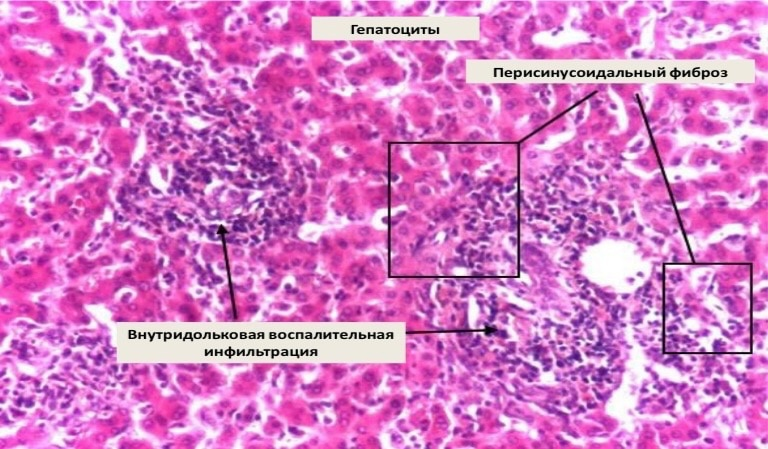 Гепатоциты
Перисинусоидальный фиброз
Внутридольковая воспалительная
инфильтрация